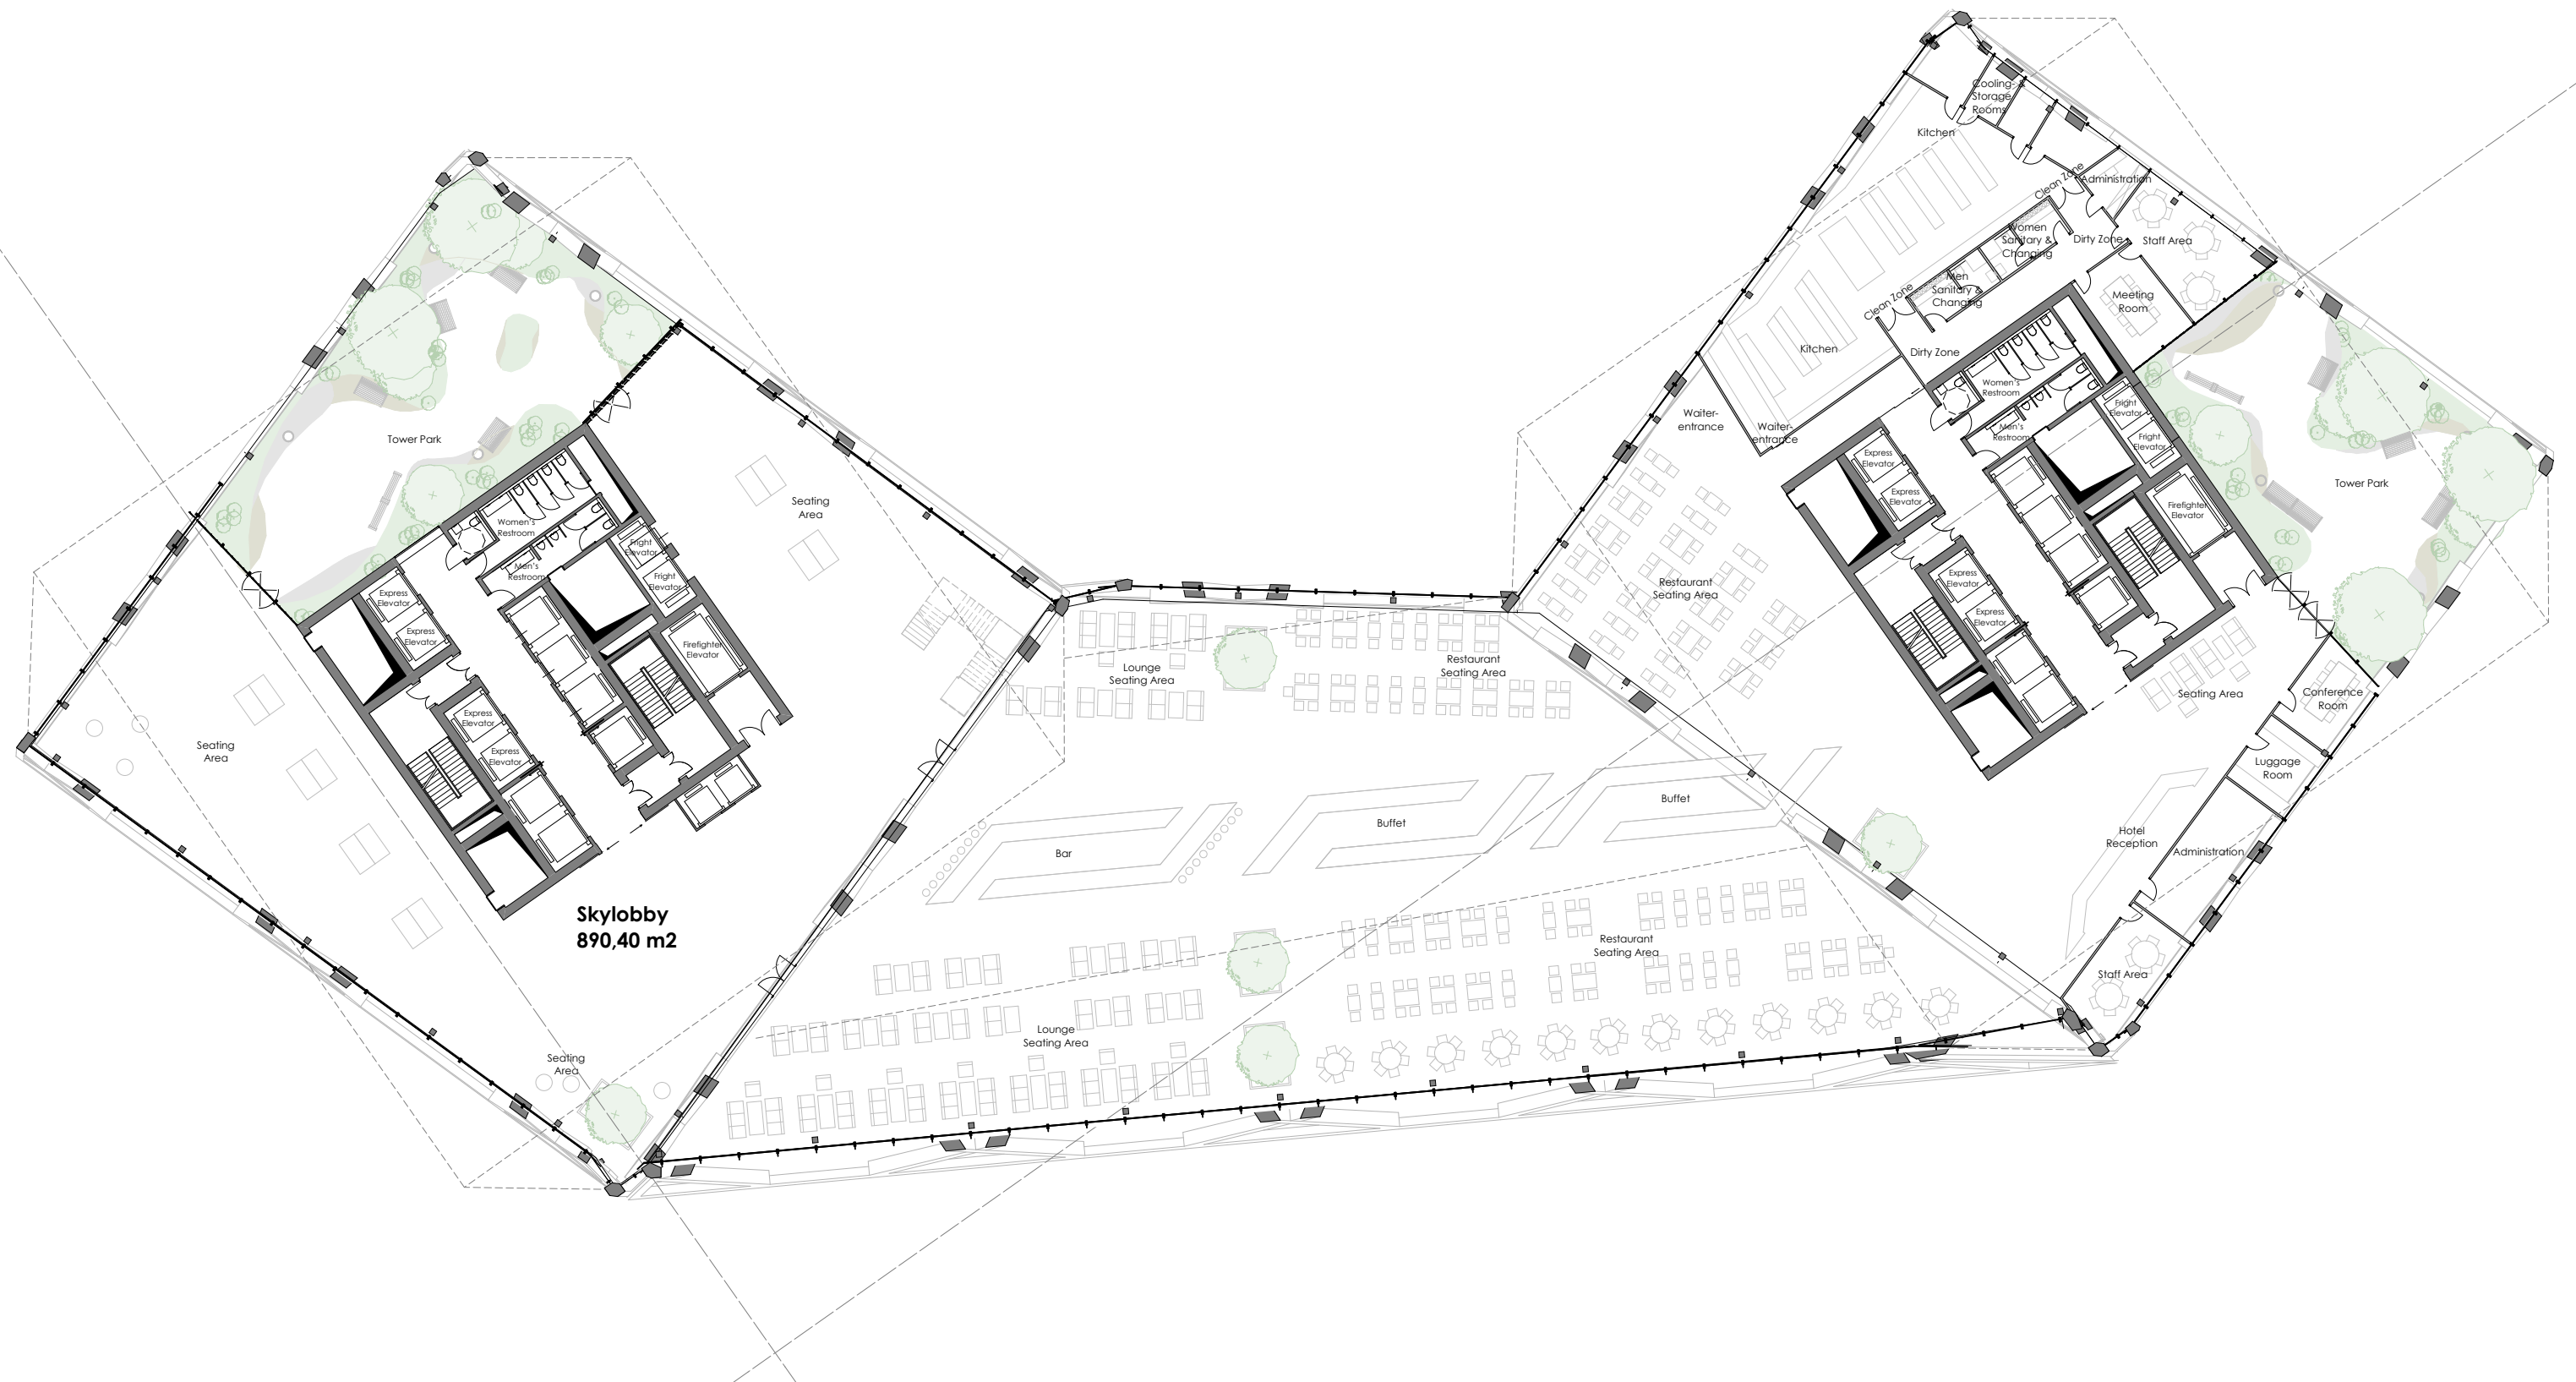 Cooling &
Storage
Rooms
Kitchen
Clean Zone
Administration
Women
Sanitary &
Changing
Dirty Zone
Staff Area
Men
Sanitary &
Changing
Clean Zone
Meeting
Room
Kitchen
Dirty Zone
Women's
Restroom
Waiter-
entrance
Waiter-
entrance
Men's
Restroom
Fright
Elevator
Fright
Elevator
Express
Elevator
Express
Elevator
Firefighter
Elevator
Tower Park
Express
Elevator
Express
Elevator
Restaurant
Seating Area
Seating Area
Conference
Room
Luggage
Room
Hotel
Reception
Administration
Staff Area
Tower Park
Seating
Area
Women's
Restroom
Men's
Restroom
Fright
Elevator
Fright
Elevator
Express
Elevator
Express
Elevator
Firefighter
Elevator
Express
Elevator
Express
Elevator
Seating
Area
Skylobby
890,40 m2
Seating
Area
Lounge
Seating Area
Restaurant
Seating Area
Bar
Buffet
Buffet
Restaurant
Seating Area
Lounge
Seating Area